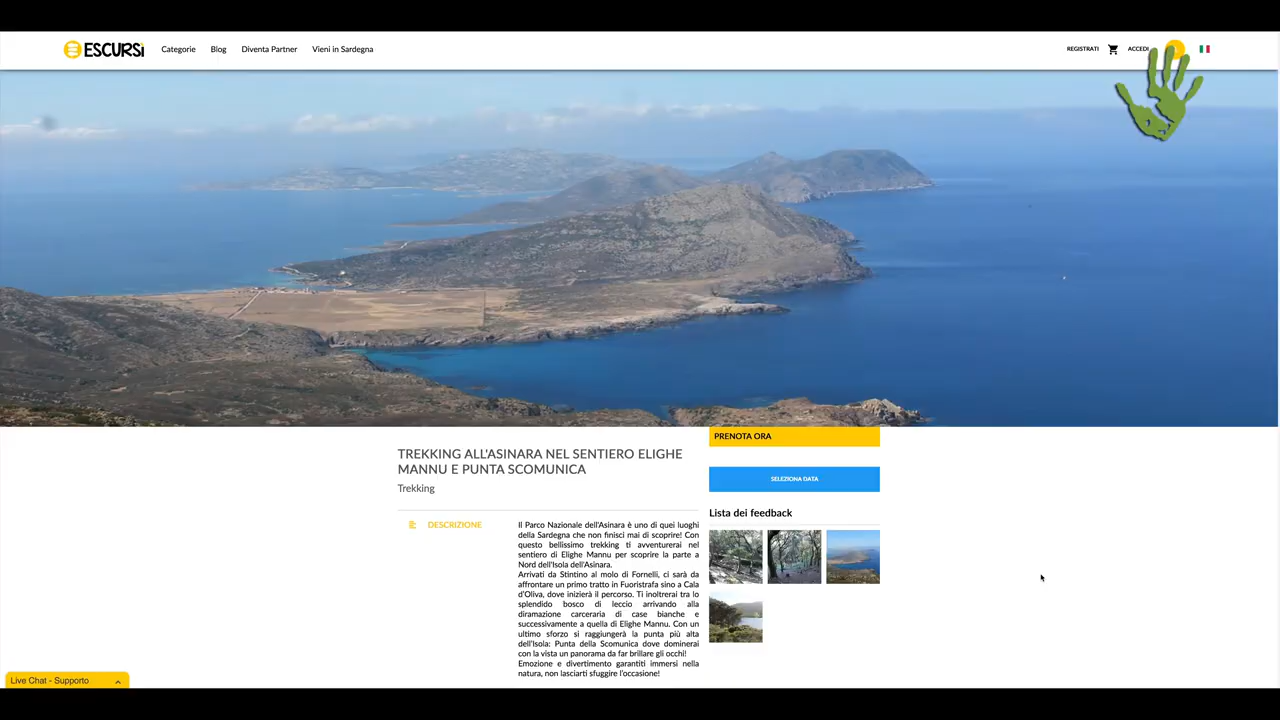 ESCURSI
Categorie
Blog
Diventa Partner
Vieni in Sardegna
REGISTRATI
ACCEDI
PRENOTA ORA
TREKKING ALL'ASINARA NEL SENTIERO ELIGHE
MANNU E PUNTA SCOMUNICA
Trekking
SELEZIONA DATA
Lista dei feedback
DESCRIZIONE
Il Parco Nazionale dell'Asinara è uno di quei luoghi
della Sardegna che non finisci mai di scoprire! Con
questo bellissimo trekking ti avventurerai nel
sentiero di Elighe Mannu per scoprire la parte a
Nord dell'Isola dell'Asinara.
Arrivati da Stintino al molo di Fornelli, ci sarà da
affrontare un primo tratto in Fuoristrafa sino a Cala
d'Oliva, dove inizierà il percorso. Ti inoltrerai tra lo
splendido bosco di leccio arrivando alla
diramazione carceraria di case bianche e
successivamente a quella di Elighe Mannu. Con un
ultimo sforzo si raggiungerà la punta più alta
dell'Isola: Punta della Scomunica dove dominerai
con la vista un panorama da far brillare gli occhi!
Emozione e divertimento garantiti immersi nella
natura, non lasciarti sfuggire l'occasione!
Live Chat - Supporto